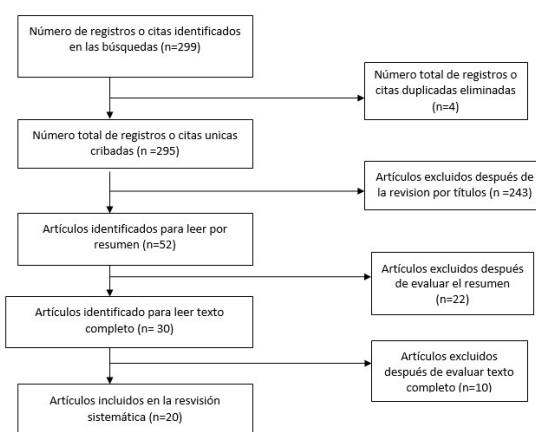 Número de registros o citas identificados
en las búsquedas (n=299)
Número total de registros o
citas duplicadas eliminadas
(n=4)
Número total de registros o citas unicas
cribadas (n =295)
Artículos excluidos después de
la revision por títulos (n =243)
Artículos identificados para leer por
resumen (n=52)
Artículos excluidos después
de evaluar el resumen
(n=22)
Artículos identificado para leer texto
completo (n= 30)
Artículos excluidos
después de evaluar texto
completo (n=10)
Artículos incluidos en la resvisión
sistemática (n=20)